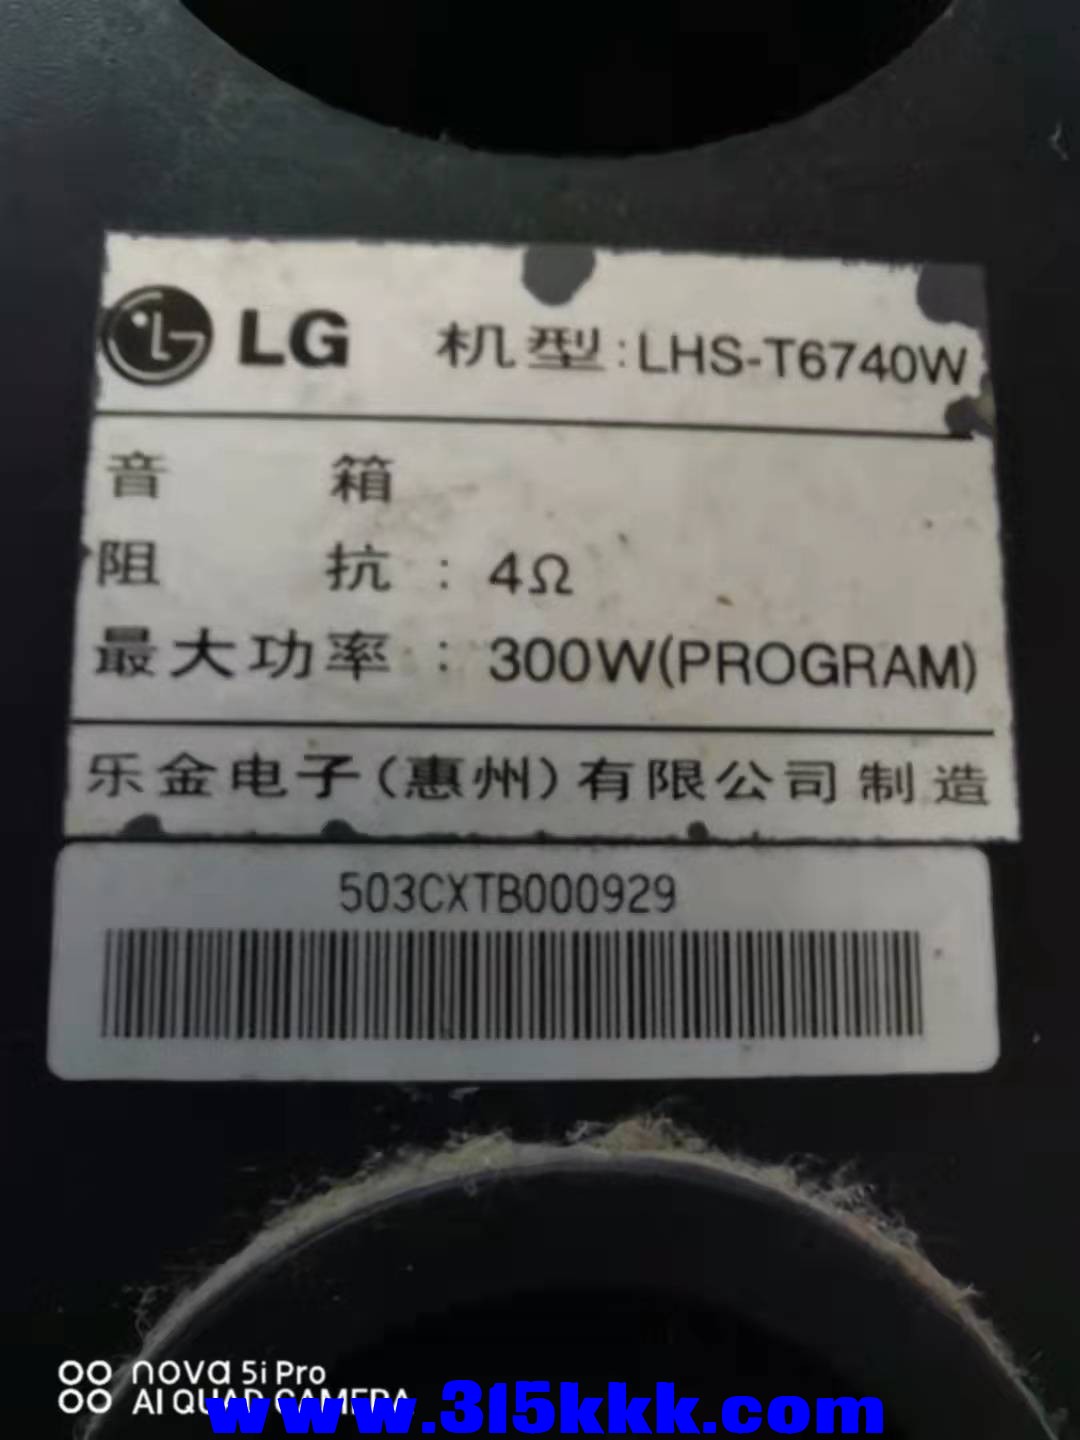 LG 机型:LHS-T6740W
音 箱
阻 抗 : 4Ω
最大功率 : 300W(PROGRAM)
乐金电子(惠州)有限公司制造
503CXTB000929
nova 5i Pro
AI QUAD CAMERA
www.315kkk.com